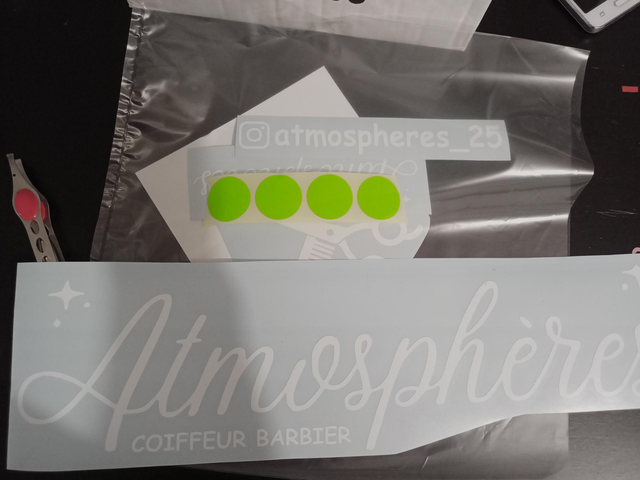 atmospheres_25
Atmosphères
COIFFEUR BARBIER